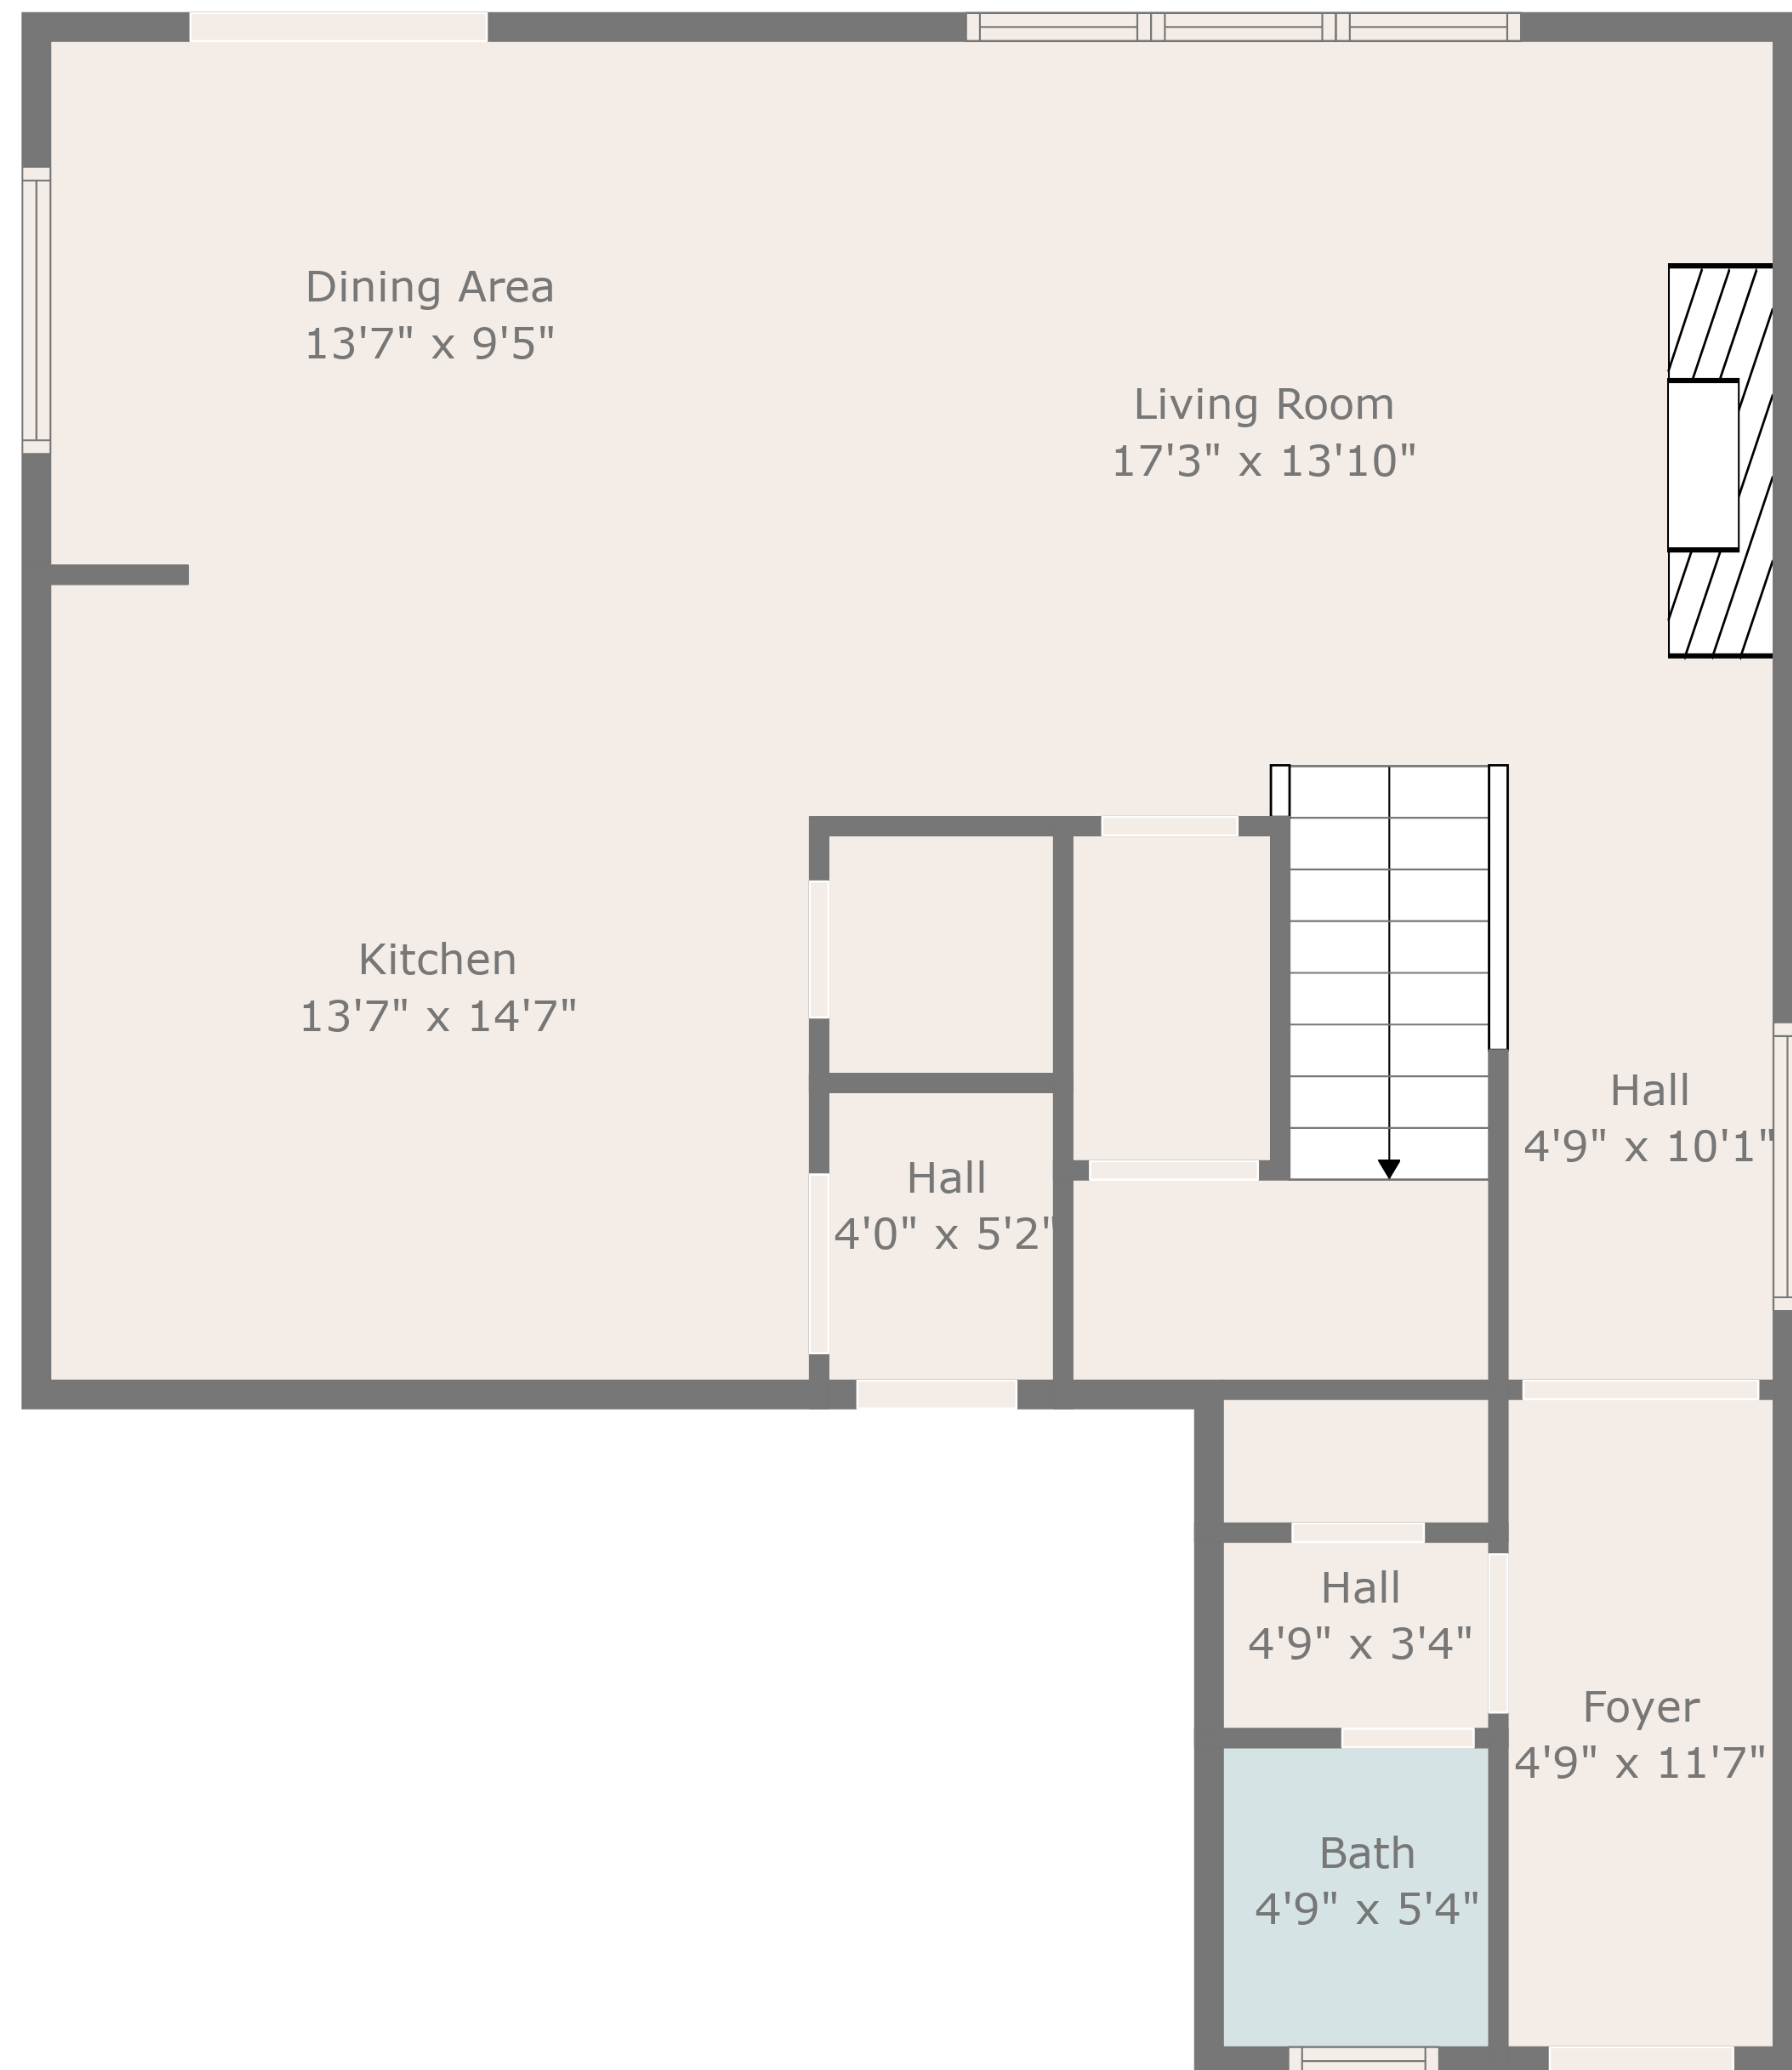 Dining Area
13'7" x 9'5"
Living Room
17'3" x 13'10"
Kitchen
13'7" x 14'7"
Hall
4'9" x 10'1"
Hall
4'0" x 5'2"
Hall
4'9" x 3'4"
Foyer
4'9" x 11'7"
Bath
4'9" x 5'4"